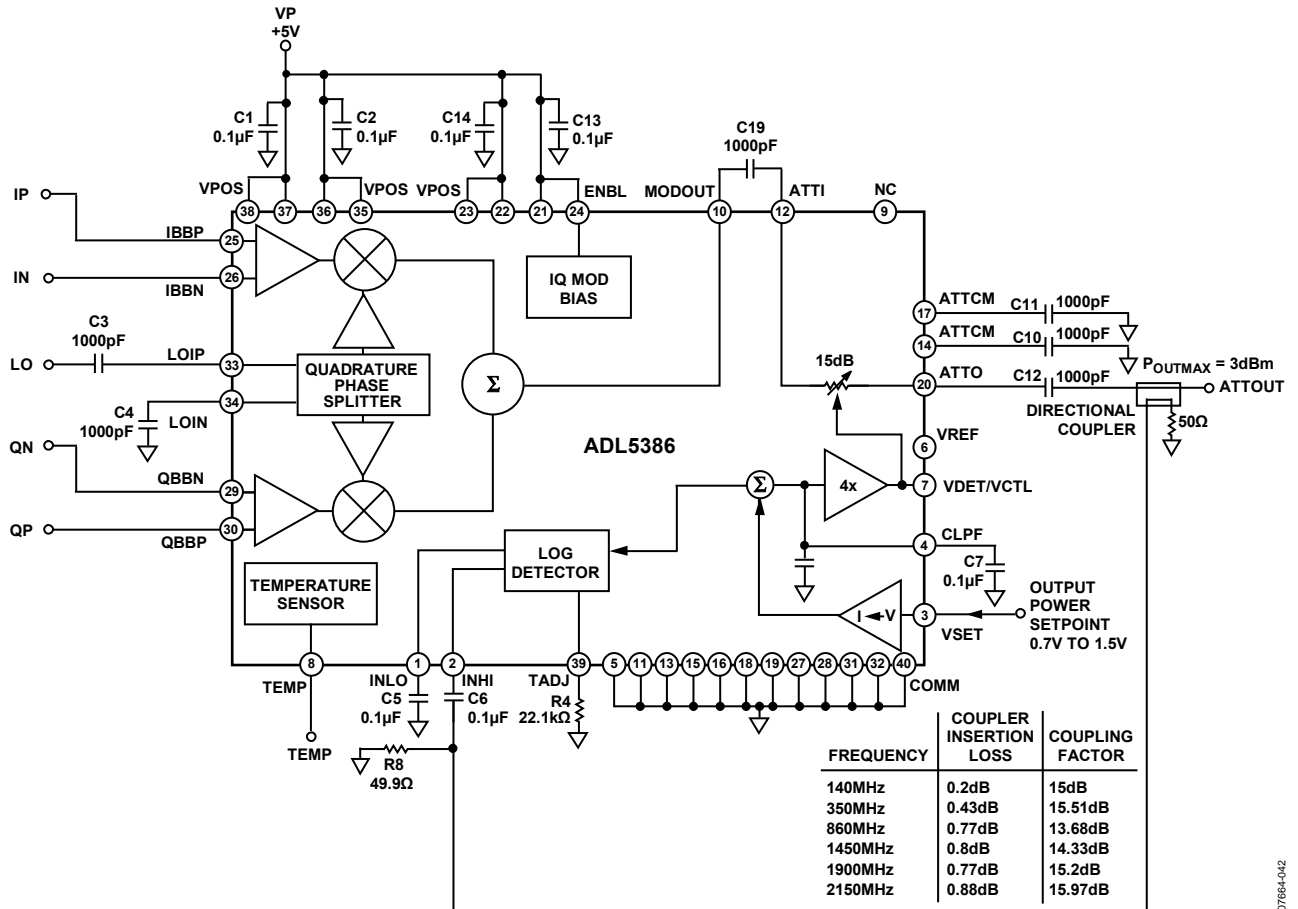 VP
+5V
C1
0.1µF
C2
0.1µF
C14
0.1µF
C13
0.1µF
C19
1000pF
VPOS
VPOS
VPOS
ENBL
MODOUT
ATTI
NC
38
37
36
35
23
22
21
24
10
12
9
IP
IBBP
25
IN
IBBN
26
IQ MOD
BIAS
C3
1000pF
LO
LOIP
33
QUADRATURE
PHASE
SPLITTER
Σ
34
LOIN
C4
1000pF
QN
QBBN
29
QP
QBBP
30
ADL5386
15dB
17
ATTCM
C11
1000pF
14
ATTCM
C10
1000pF
20
ATTO
C12
1000pF
POUTMAX = 3dBm
ATTOUT
DIRECTIONAL
COUPLER
50Ω
6
VREF
Σ
4x
7
VDET/VCTL
4
CLPF
C7
0.1µF
LOG
DETECTOR
TEMPERATURE
SENSOR
I
V
3
VSET
OUTPUT
POWER
SETPOINT
0.7V TO 1.5V
8
1
2
39
5
11
13
15
16
18
19
27
28
31
32
40
TEMP
INLO
INHI
TADJ
COMM
C5
0.1µF
C6
0.1µF
R4
22.1kΩ
TEMP
R8
49.9Ω
FREQUENCY COUPLER INSERTION LOSS COUPLING FACTOR
140MHz 0.2dB 15dB
350MHz 0.43dB 15.51dB
860MHz 0.77dB 13.68dB
1450MHz 0.8dB 14.33dB
1900MHz 0.77dB 15.2dB
2150MHz 0.88dB 15.97dB
07664-042